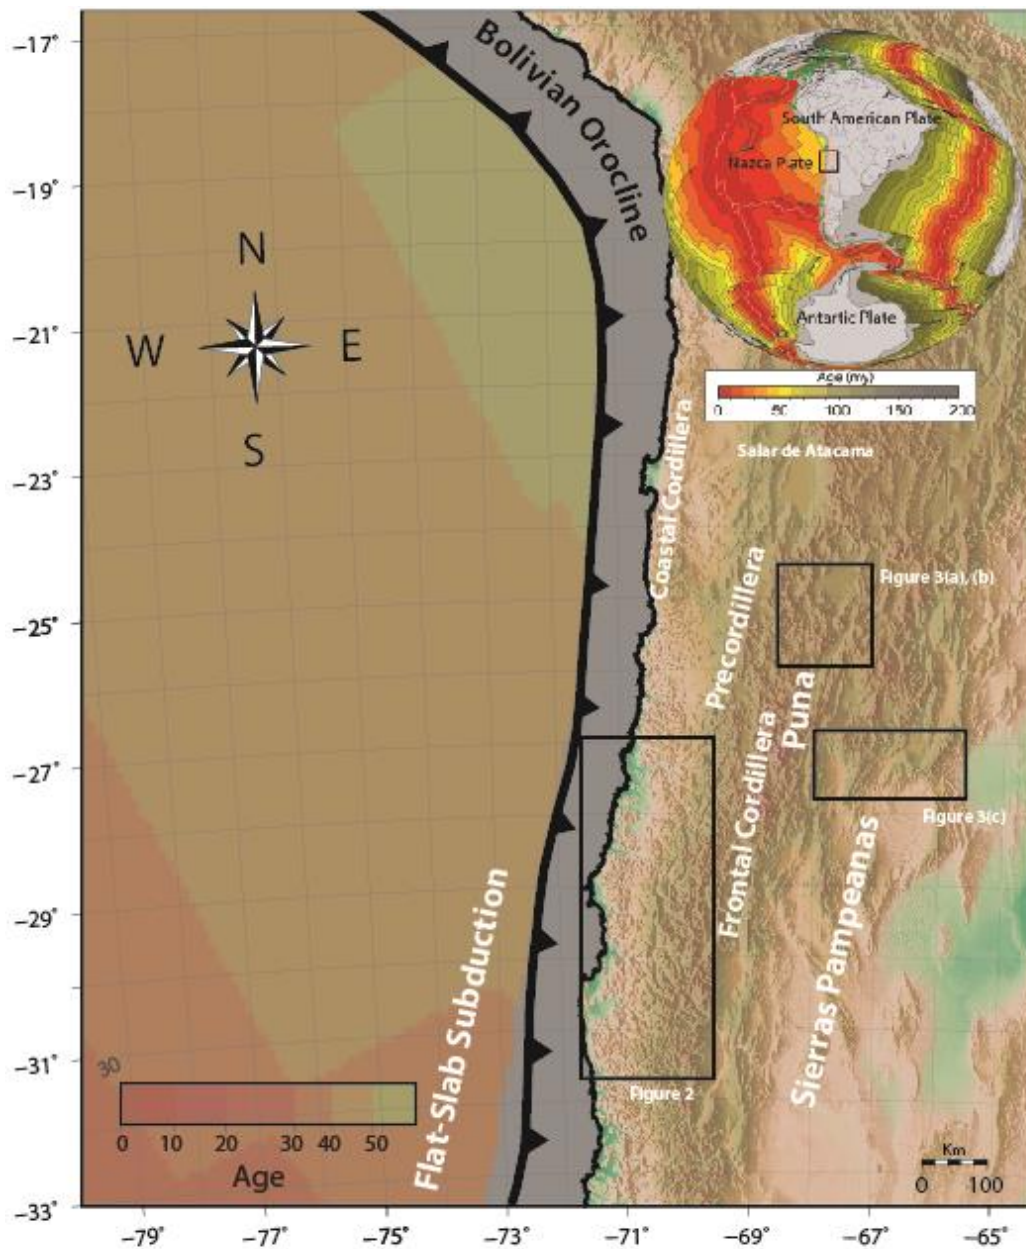 Bolivian Orocline
South American Plate
Nazca Plate
Antartic Plate
Age (my)
0 50 100 150 200
N
W
E
S
Salar de Atacama
Coastal Cordillera
Precordillera
Figure 3(a), (b)
Puna
Frontal Cordillera
Figure 3(c)
Sierras Pampeanas
Flat-Slab Subduction
Figure 2
30
0 10 20 30 40 50
Age
Km
0 100
−17°
−19°
−21°
−23°
−25°
−27°
−29°
−31°
−33°
−79° −77° −75° −73° −71° −69° −67° −65°